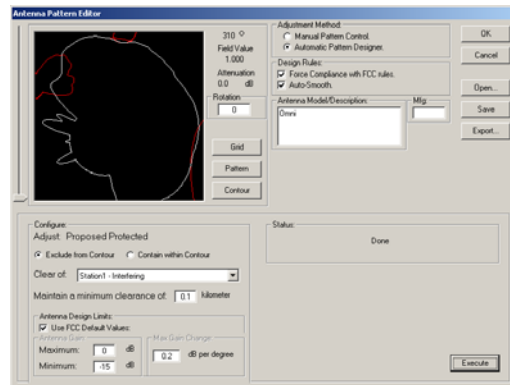 Antenna Pattern Editor
310 °
Field Value
1.000
Attenuation
0.0 dB
Rotation
0
Grid
Pattern
Contour
Adjustment Method:
Manual Pattern Control.
Automatic Pattern Designer.
Design Rules:
Force Compliance with FCC rules.
Auto-Smooth.
Antenna Model/Description:
Omni
Mfg.
OK
Cancel
Open...
Save
Export...
Configure:
Adjust: Proposed Protected
Exclude from Contour
Contain within Contour
Clear of:
Station1 - Interfering
Maintain a minimum clearance of:
0.1
kilometer
Antenna Design Limits:
Use FCC Default Values:
Antenna Gain
Maximum:
0
dB
Minimum:
-15
dB
Max Gain Change:
0.2
dB per degree
Status:
Done
Execute